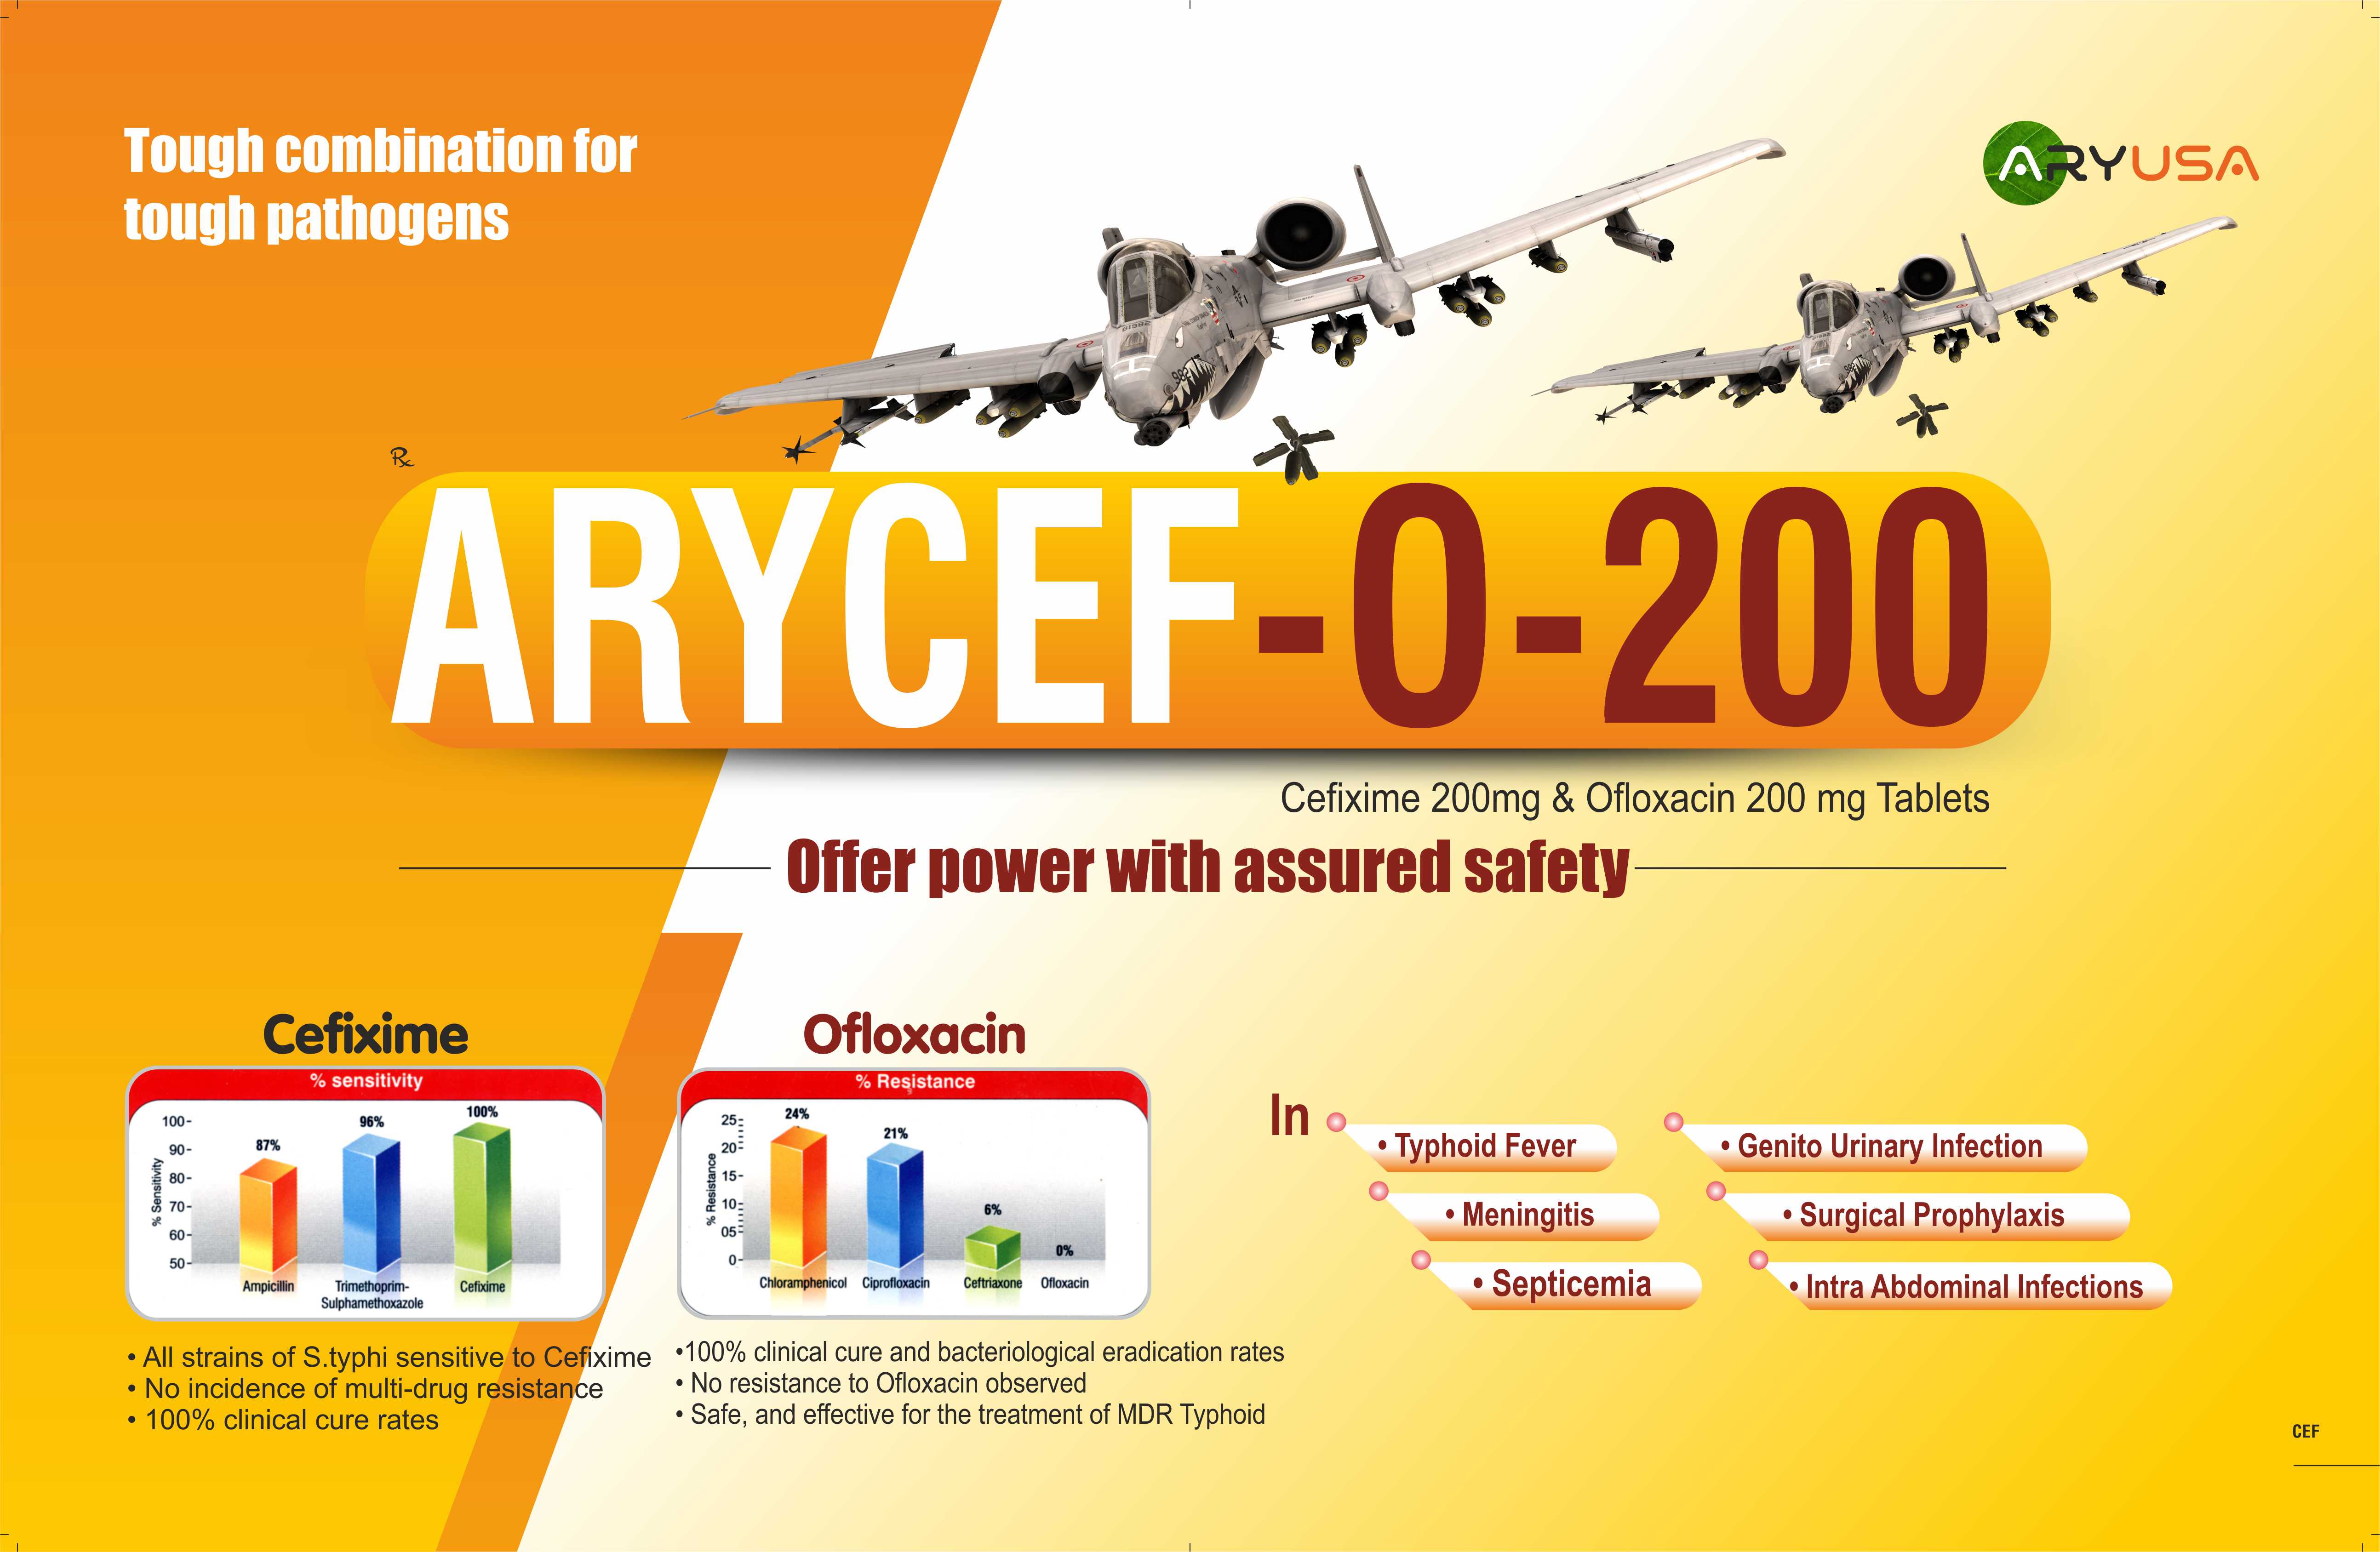 Tough combination for
tough pathogens
ARYUSA
Rx
ARYCEF-O-200
Cefixime 200mg & Ofloxacin 200 mg Tablets
Offer power with assured safety
Cefixime
% sensitivity
% Sensitivity
100-
90-
80-
70-
60-
50-
87%
96%
100%
Ampicillin
Trimethoprim-
Sulphamethoxazole
Cefixime
• All strains of S.typhi sensitive to Cefixime
• No incidence of multi-drug resistance
• 100% clinical cure rates
Ofloxacin
% Resistance
% Resistance
25-
20-
15-
10-
05-
0-
24%
21%
6%
0%
Chloramphenicol
Ciprofloxacin
Ceftriaxone
Ofloxacin
•100% clinical cure and bacteriological eradication rates
• No resistance to Ofloxacin observed
• Safe, and effective for the treatment of MDR Typhoid
In
• Typhoid Fever
• Meningitis
• Septicemia
• Genito Urinary Infection
• Surgical Prophylaxis
• Intra Abdominal Infections
CEF